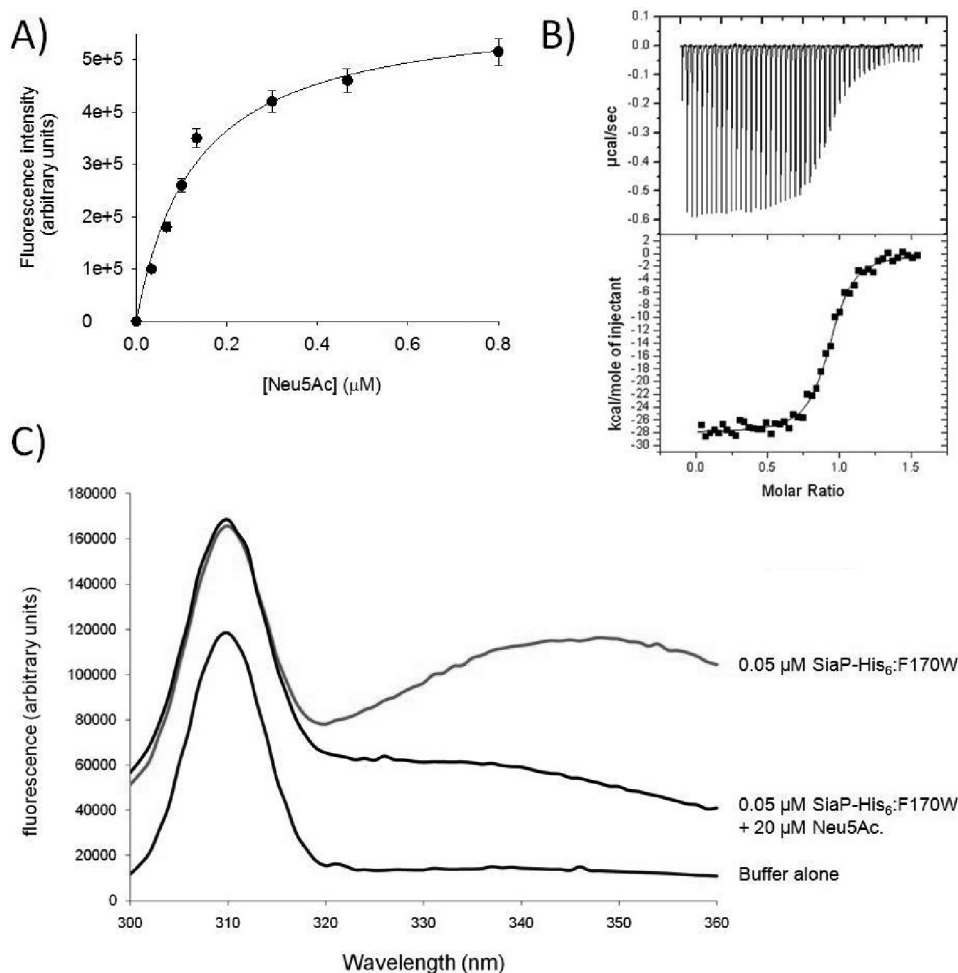 A)
Fluorescence intensity
(arbitrary units)
5e+5
4e+5
3e+5
2e+5
1e+5
0
0.0 0.2 0.4 0.6 0.8
[Neu5Ac] (μM)
B)
0.0
-0.1
-0.2
-0.3
-0.4
-0.5
-0.6
μcal/sec
2
0
-2
-4
-6
-8
-10
-12
-14
-16
-18
-20
-22
-24
-26
-28
-30
kcal/mole of injectant
0.0 0.5 1.0 1.5
Molar Ratio
C)
fluorescence (arbitrary units)
180000
160000
140000
120000
100000
80000
60000
40000
20000
0
300 310 320 330 340 350 360
Wavelength (nm)
0.05 μM SiaP-His6:F170W
0.05 μM SiaP-His6:F170W
+ 20 μM Neu5Ac.
Buffer alone